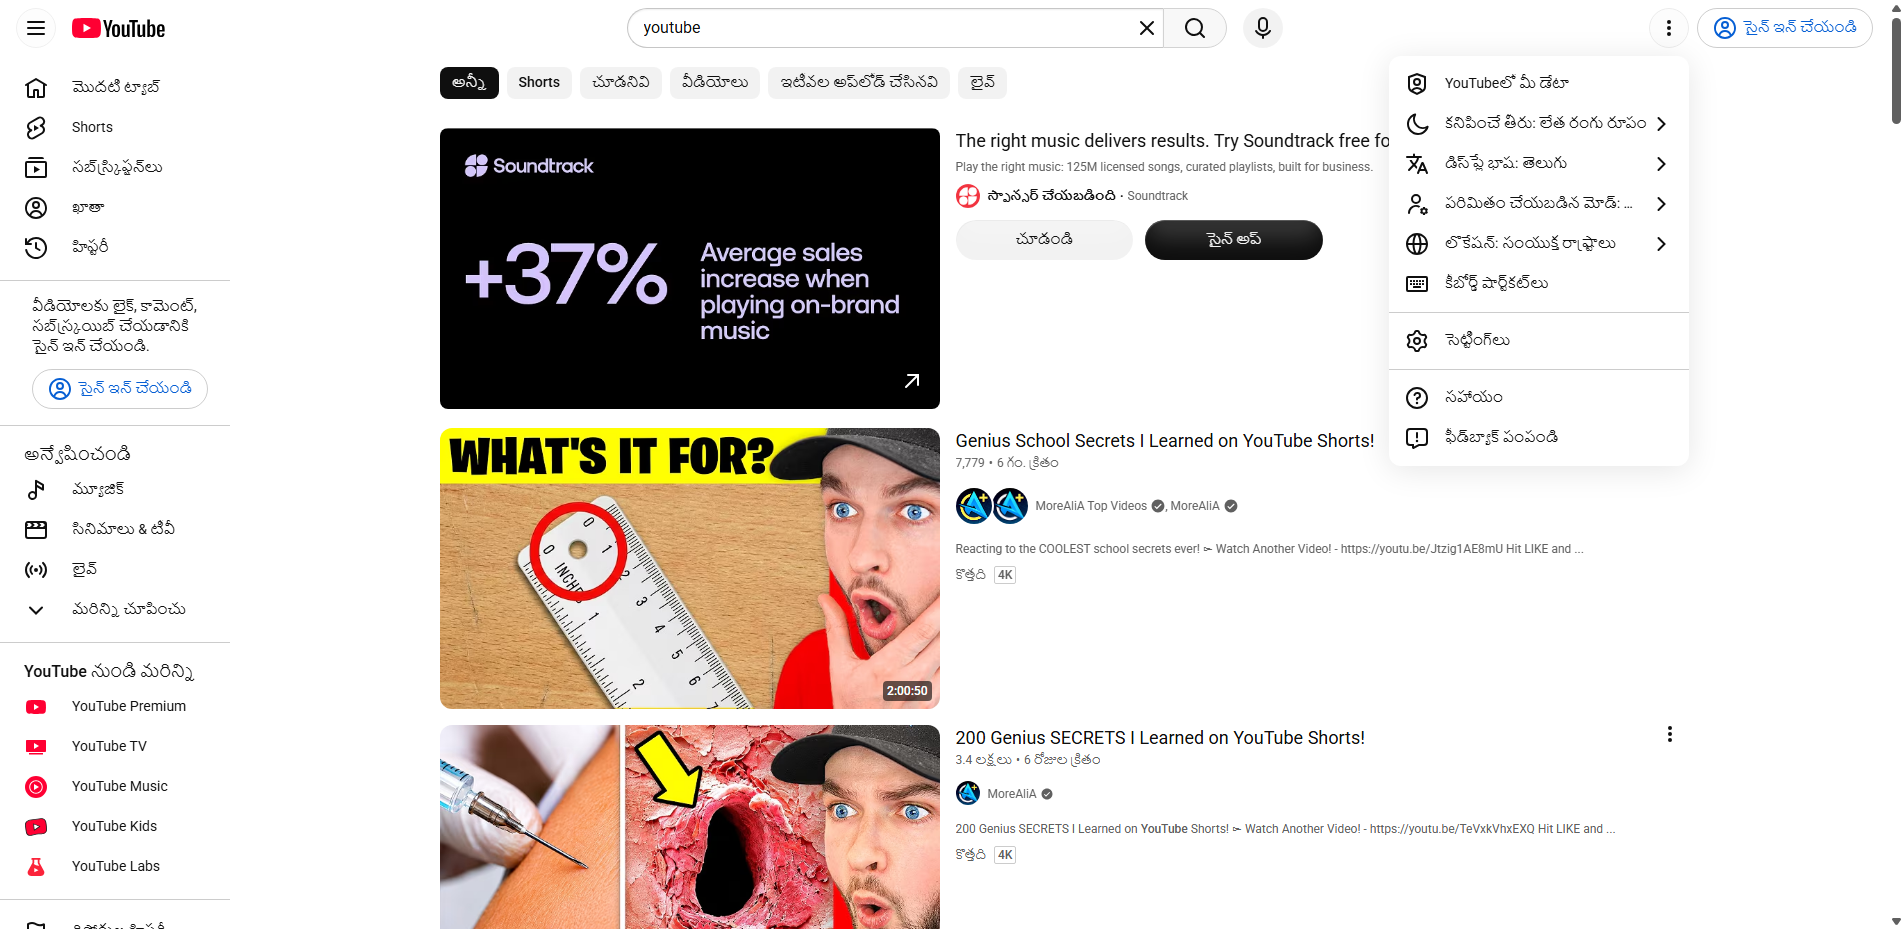 YouTube
youtube
సైన్ ఇన్ చేయండి
మొదటి ట్యాబ్
Shorts
సబ్‌స్క్రిప్షన్‌లు
ఖాతా
హిస్టరీ
వీడియోలకు లైక్, కామెంట్,
సబ్‌స్క్రయిబ్ చేయడానికి
సైన్ ఇన్ చేయండి.
సైన్ ఇన్ చేయండి
అన్వేషించండి
మ్యూజిక్
సినిమాలు & టీవీ
లైవ్
మరిన్ని చూపించు
YouTube నుండి మరిన్ని
YouTube Premium
YouTube TV
YouTube Music
YouTube Kids
YouTube Labs
అన్నీ
Shorts
చూడనివి
వీడియోలు
ఇటీవల అప్‌లోడ్ చేసినవి
లైవ్
Soundtrack
+37%
Average sales
increase when
playing on-brand
music
The right music delivers results. Try Soundtrack free fo
Play the right music: 125M licensed songs, curated playlists, built for business.
స్పాన్సర్ చేయబడింది · Soundtrack
చూడండి
సైన్ అప్
WHAT'S IT FOR?
INCHES
2:00:50
Genius School Secrets I Learned on YouTube Shorts!
7,779 • 6 గం. క్రితం
MoreAliA Top Videos , MoreAliA
Reacting to the COOLEST school secrets ever! ➛ Watch Another Video! - https://youtu.be/Jtzig1AE8mU Hit LIKE and ...
కొత్తది 4K
200 Genius SECRETS I Learned on YouTube Shorts!
3.4 లక్షలు • 6 రోజుల క్రితం
MoreAliA
200 Genius SECRETS I Learned on YouTube Shorts! ➛ Watch Another Video! - https://youtu.be/TeVxkVhxEXQ Hit LIKE and ...
కొత్తది 4K
YouTubeలో మీ డేటా
కనిపించే తీరు: లేత రంగు రూపం
డిస్‌ప్లే భాష: తెలుగు
పరిమితం చేయబడిన మోడ్: ...
లొకేషన్: సంయుక్త రాష్ట్రాలు
కీబోర్డ్ షార్ట్‌కట్‌లు
సెట్టింగ్‌లు
సహాయం
ఫీడ్‌బ్యాక్ పంపండి